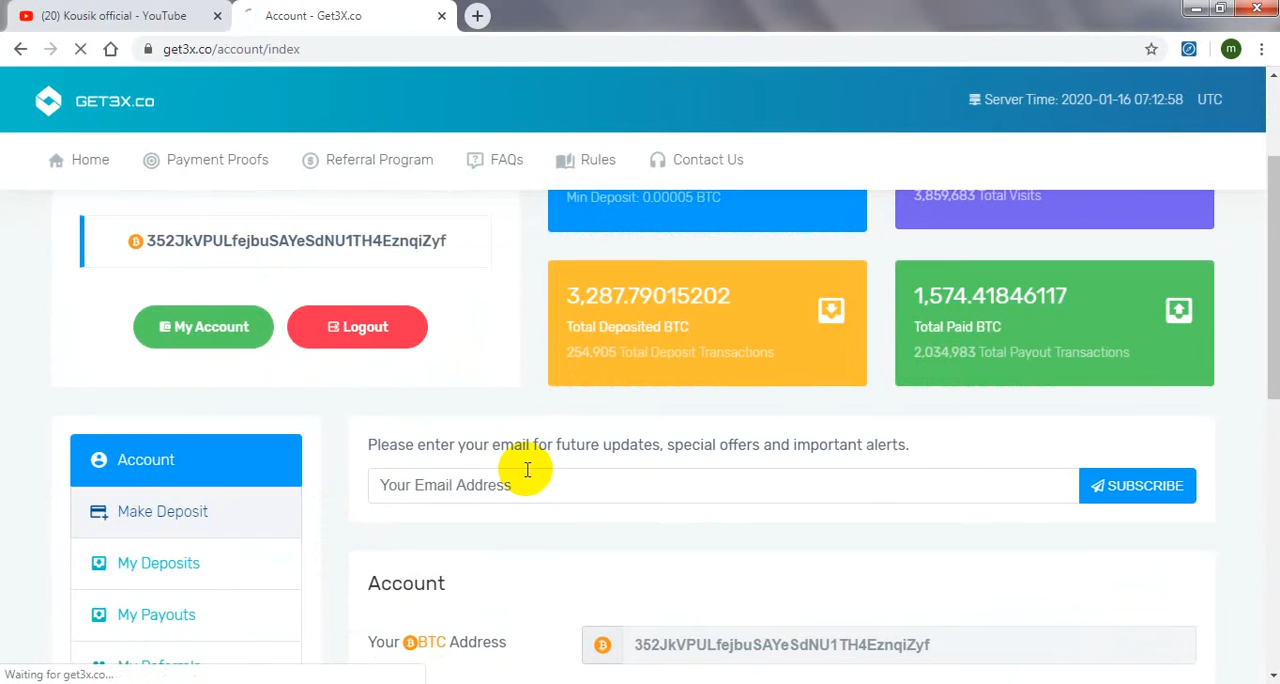 (20) Kousik official - YouTube
Account - Get3X.co
get3x.co/account/index
m
GET3X.co
Server Time: 2020-01-16 07:12:58 UTC
Home
Payment Proofs
Referral Program
FAQs
Rules
Contact Us
Min Deposit: 0.00005 BTC
3,859,683 Total Visits
352JkVPULfejbuSAYeSdNU1TH4EznqiZyf
My Account
Logout
3,287.79015202
Total Deposited BTC
254,905 Total Deposit Transactions
1,574.41846117
Total Paid BTC
2,034,983 Total Payout Transactions
Account
Make Deposit
My Deposits
My Payouts
My Referrals
Please enter your email for future updates, special offers and important alerts.
Your Email Address
SUBSCRIBE
Account
Your BTC Address
352JkVPULfejbuSAYeSdNU1TH4EznqiZyf
Waiting for get3x.co...